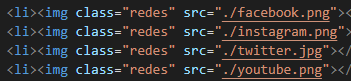 <li><img class="redes" src="./facebook.png"><
<li><img class="redes" src="./instagram.png">
<li><img class="redes" src="./twitter.jpg"></
<li><img class="redes" src="./youtube.png"></